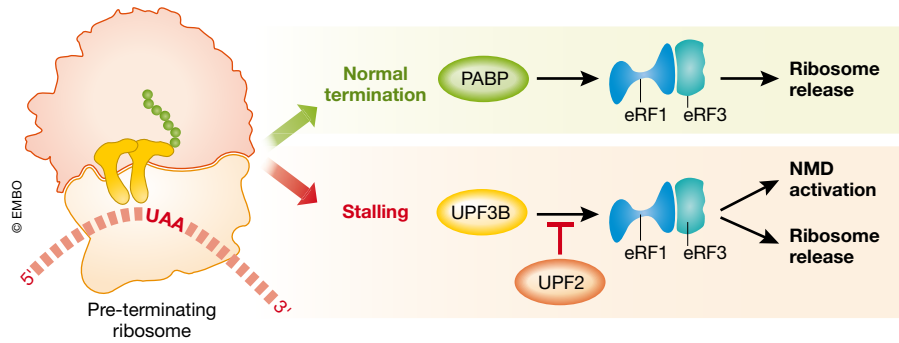 © EMBO
5'
UAA
3'
Pre-terminating
ribosome
Normal
termination
PABP
eRF1
eRF3
Ribosome
release
Stalling
UPF3B
UPF2
eRF1
eRF3
NMD
activation
Ribosome
release